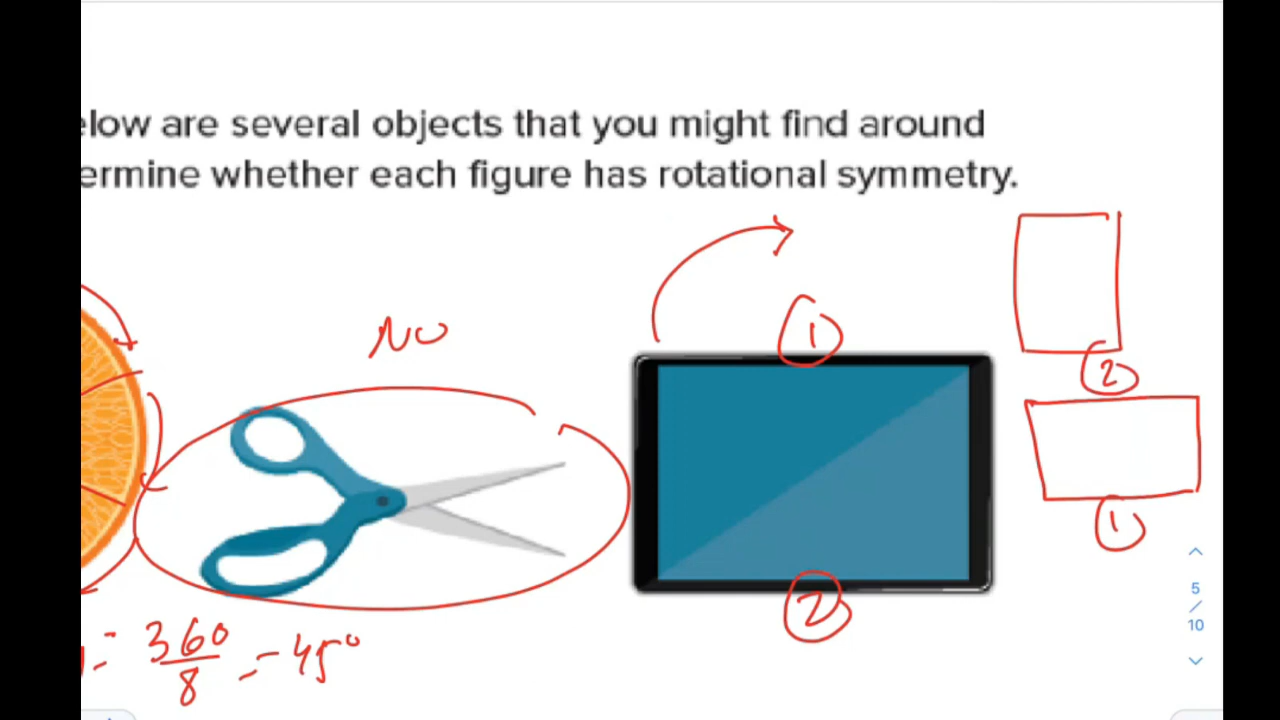 elow are several objects that you might find around
ermine whether each figure has rotational symmetry.
NO
1
2
2
1
5
/
10
= 360/8 = 45°